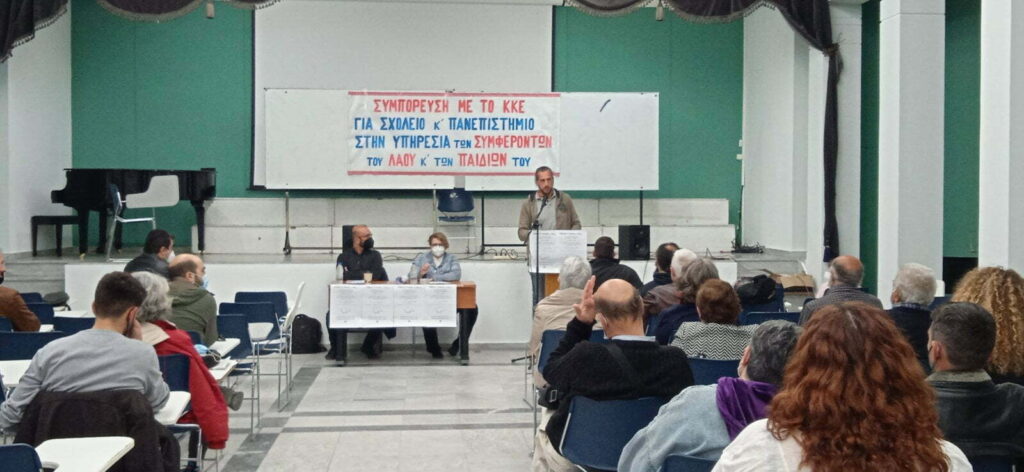 ΣΥΜΠΟΡΕΥΣΗ ΜΕ ΤΟ ΚΚΕ
ΓΙΑ ΣΧΟΛΕΙΟ κ΄ ΠΑΝΕΠΙΣΤΗΜΙΟ
ΣΤΗΝ ΥΠΗΡΕΣΙΑ των ΣΥΜΦΕΡΟΝΤΩΝ
του ΛΑΟΥ κ΄ των ΠΑΙΔΙΩΝ του